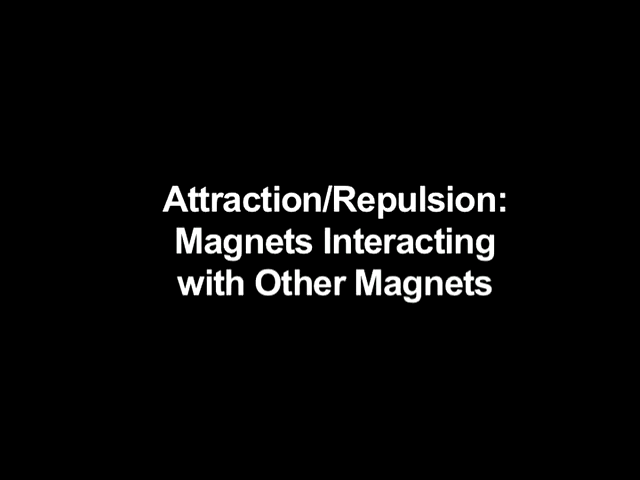 Attraction/Repulsion:
Magnets Interacting
with Other Magnets